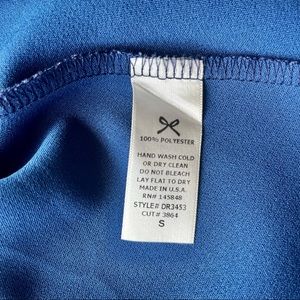 100% POLYESTER
HAND WASH COLD
OR DRY CLEAN
DO NOT BLEACH
LAY FLAT TO DRY
MADE IN U.S.A.
RN# 145848
STYLE# DR3453
CUT# 3864
S